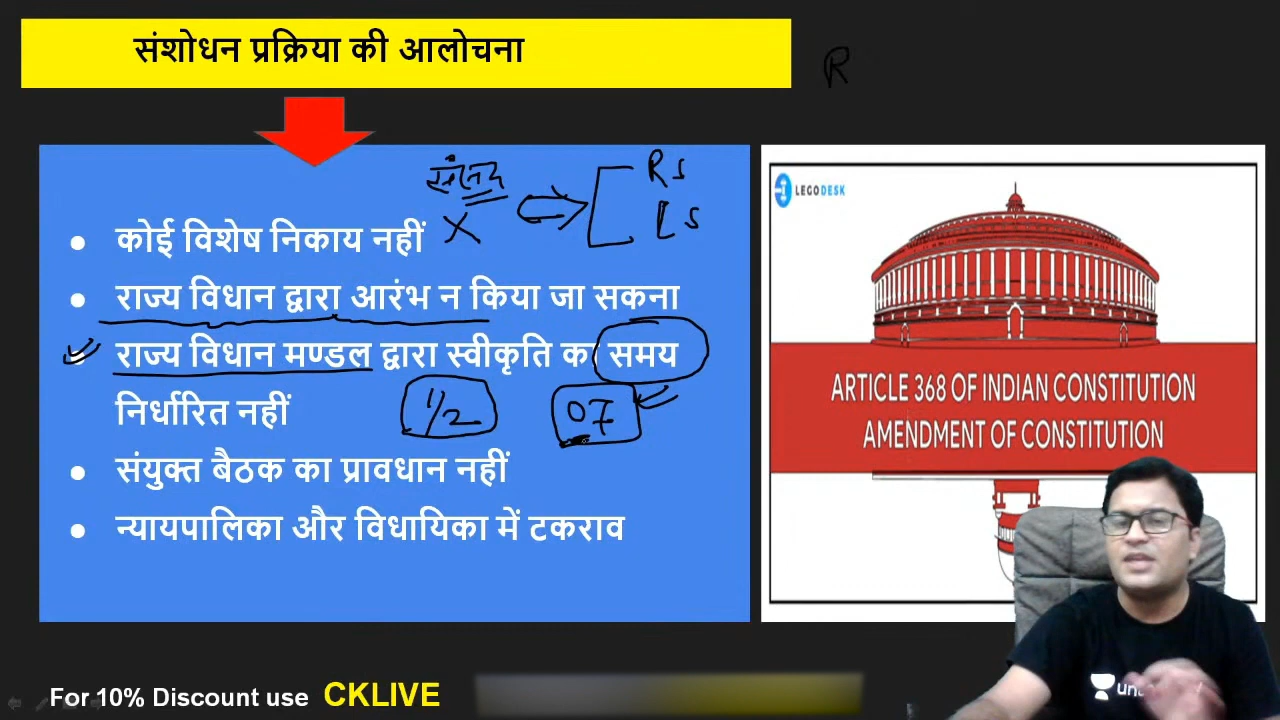 संशोधन प्रक्रिया की आलोचना
R
संसद
X
RS
LS
कोई विशेष निकाय नहीं
राज्य विधान द्वारा आरंभ न किया जा सकना
राज्य विधान मण्डल द्वारा स्वीकृति का समय
निर्धारित नहीं
1/2
07
संयुक्त बैठक का प्रावधान नहीं
न्यायपालिका और विधायिका में टकराव
LEGODESK
ARTICLE 368 OF INDIAN CONSTITUTION
AMENDMENT OF CONSTITUTION
For 10% Discount use CKLIVE